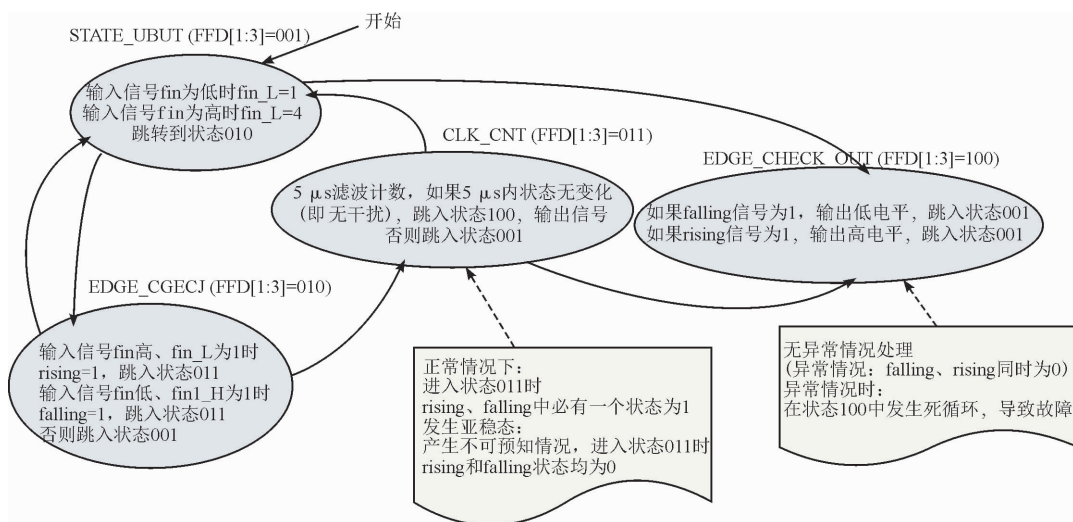 开始
STATE_UBUT (FFD[1:3]=001)
输入信号fin为低时fin_L=1
输入信号fin为高时fin_L=4
跳转到状态010
CLK_CNT (FFD[1:3]=011)
5 μs滤波计数，如果5 μs内状态无变化
(即无干扰)，跳入状态100，输出信号
否则跳入状态001
EDGE_CHECK_OUT (FFD[1:3]=100)
如果falling信号为1，输出低电平，跳入状态001
如果rising信号为1，输出高电平，跳入状态001
EDGE_CGECJ (FFD[1:3]=010)
输入信号fin高、fin_L为1时
rising=1，跳入状态011
输入信号fin低、fin1_H为1时
falling=1，跳入状态011
否则跳入状态001
正常情况下：
进入状态011时
rising、falling中必有一个状态为1
发生亚稳态：
产生不可预知情况，进入状态011时
rising和falling状态均为0
无异常情况处理
(异常情况：falling、rising同时为0)
异常情况时：
在状态100中发生死循环，导致故障